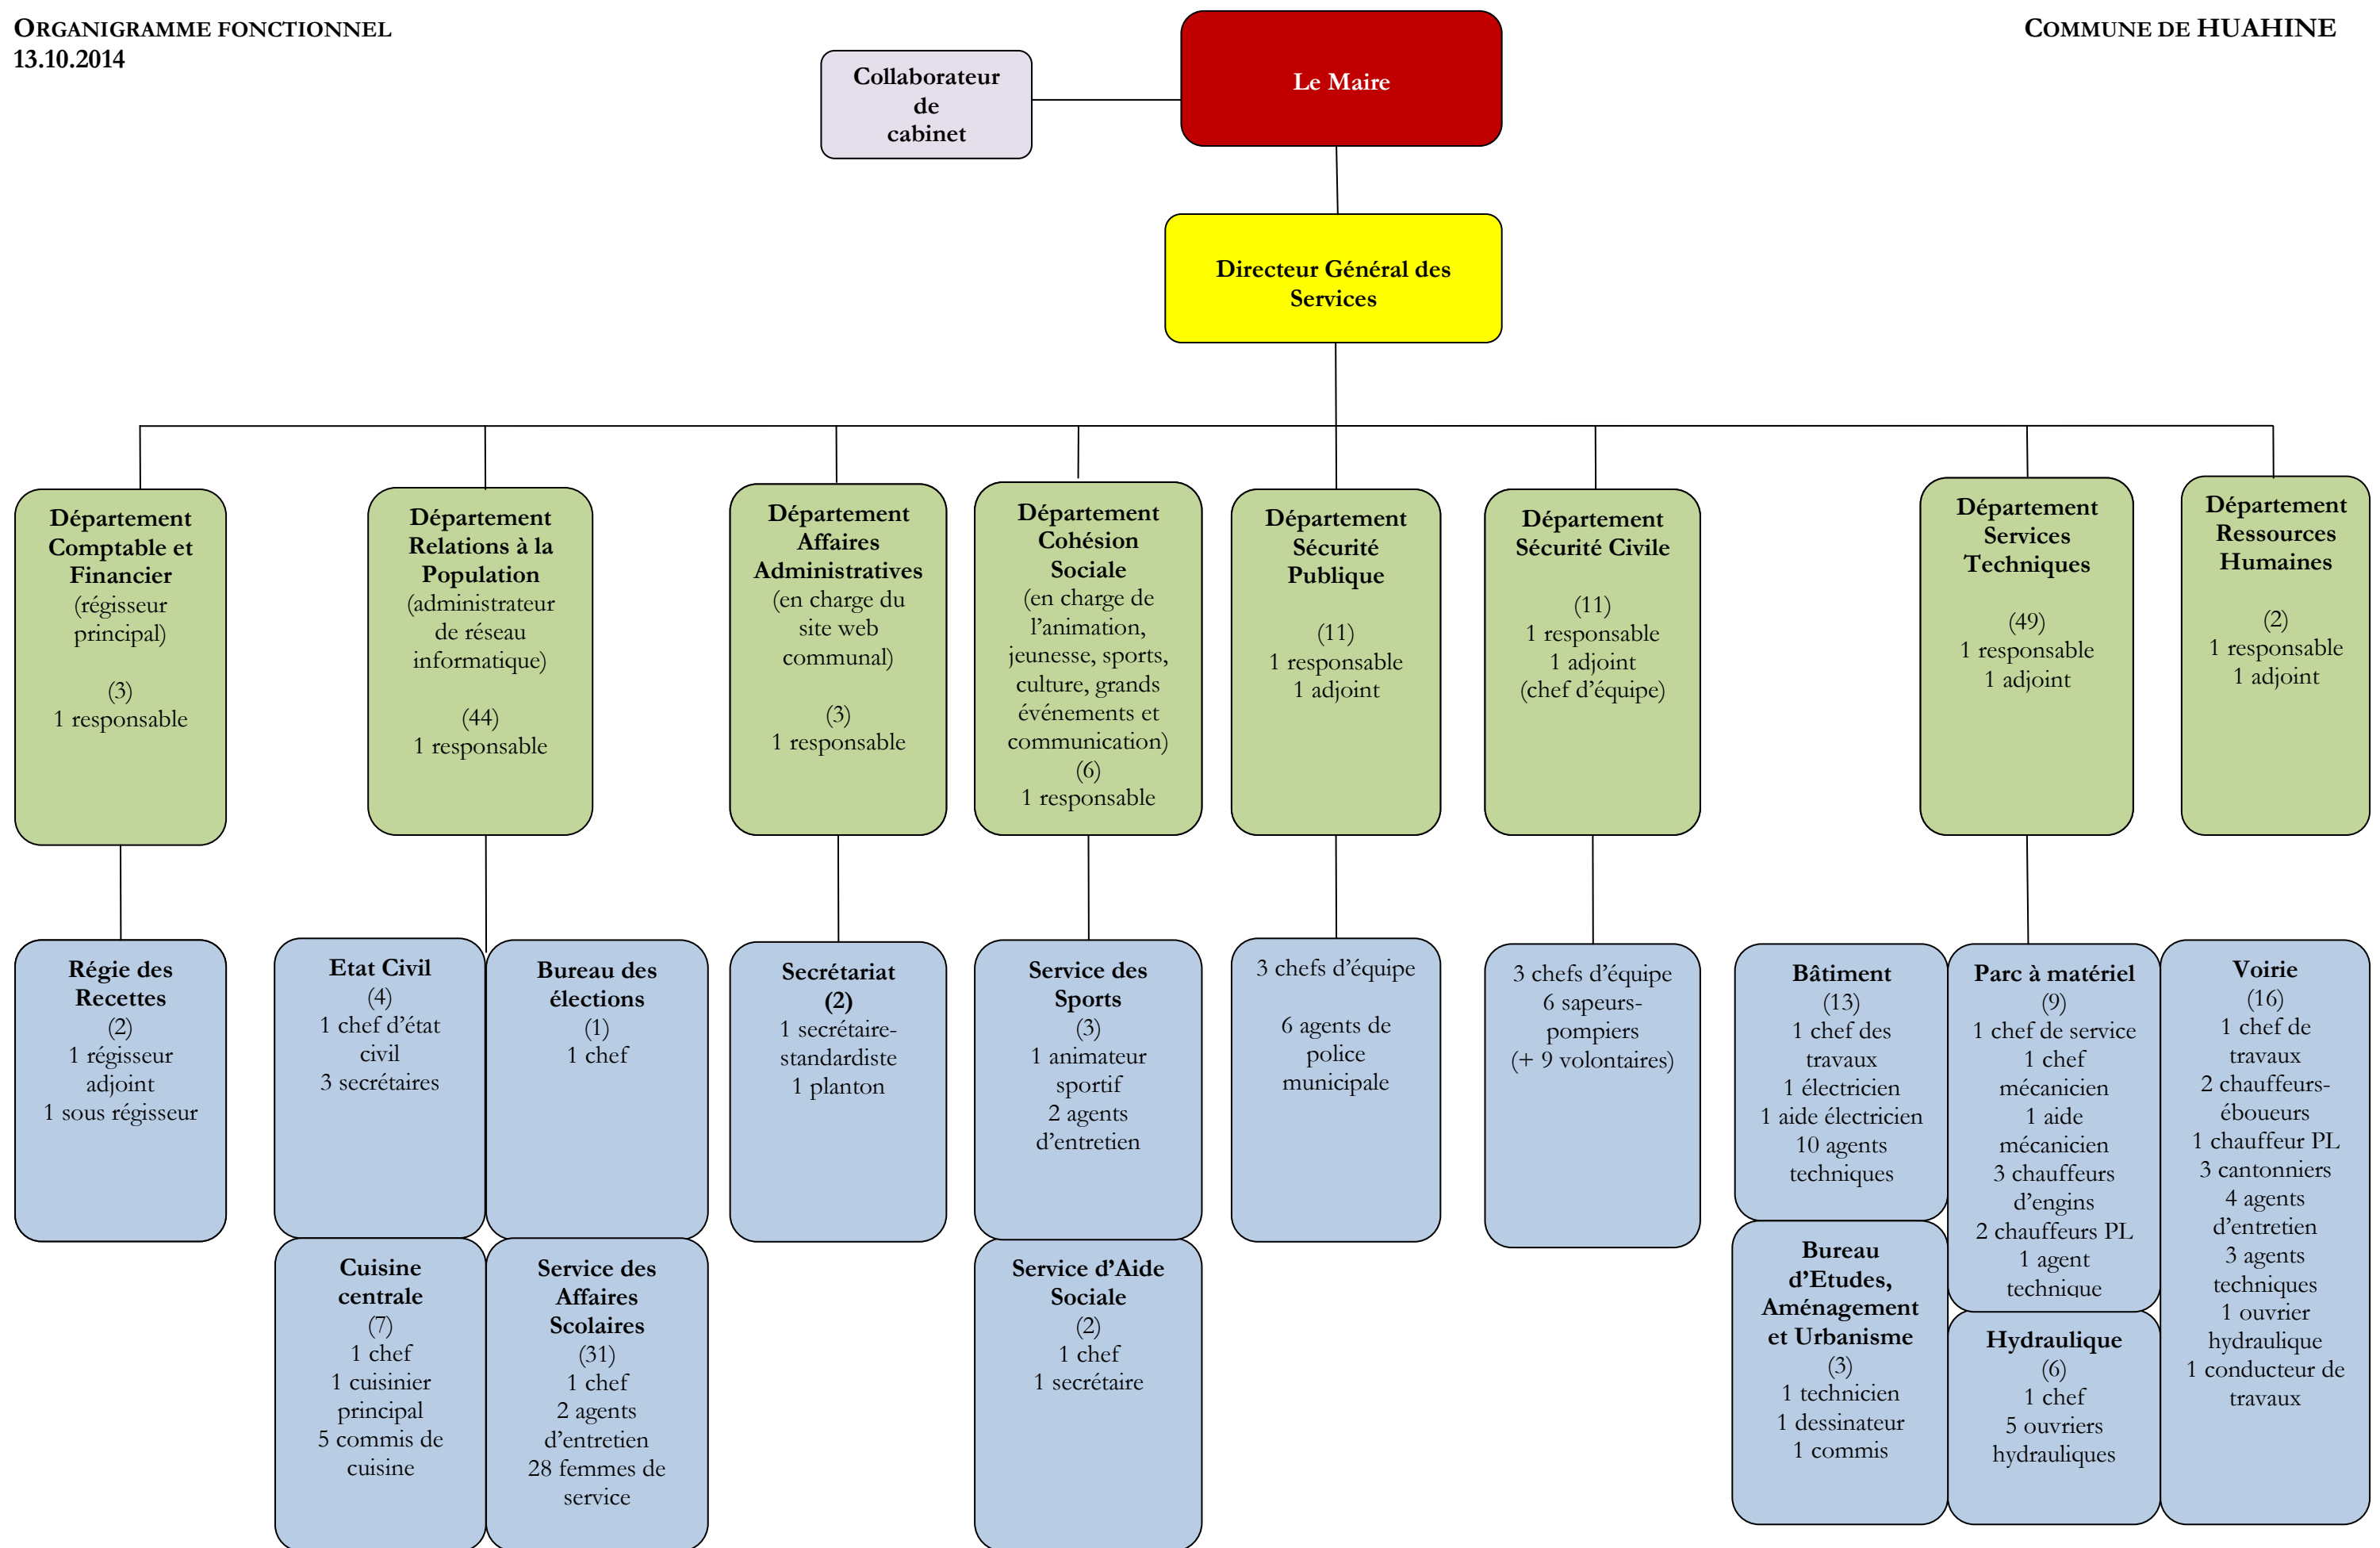 ORGANIGRAMME FONCTIONNEL
13.10.2014
COMMUNE DE HUAHINE
Collaborateur
de
cabinet
Le Maire
Directeur Général des
Services
Département
Comptable et
Financier
(régisseur
principal)
(3)
1 responsable
Département
Relations à la
Population
(administrateur
de réseau
informatique)
(44)
1 responsable
Département
Affaires
Administratives
(en charge du
site web
communal)
(3)
1 responsable
Département
Cohésion
Sociale
(en charge de
l’animation,
jeunesse, sports,
culture, grands
événements et
communication)
(6)
1 responsable
Département
Sécurité
Publique
(11)
1 responsable
1 adjoint
Département
Sécurité Civile
(11)
1 responsable
1 adjoint
(chef d’équipe)
Département
Services
Techniques
(49)
1 responsable
1 adjoint
Département
Ressources
Humaines
(2)
1 responsable
1 adjoint
Régie des
Recettes
(2)
1 régisseur
adjoint
1 sous régisseur
Etat Civil
(4)
1 chef d’état
civil
3 secrétaires
Bureau des
élections
(1)
1 chef
Cuisine
centrale
(7)
1 chef
1 cuisinier
principal
5 commis de
cuisine
Service des
Affaires
Scolaires
(31)
1 chef
2 agents
d’entretien
28 femmes de
service
Secrétariat
(2)
1 secrétaire-
standardiste
1 planton
Service des
Sports
(3)
1 animateur
sportif
2 agents
d’entretien
Service d’Aide
Sociale
(2)
1 chef
1 secrétaire
3 chefs d’équipe
6 agents de
police
municipale
3 chefs d’équipe
6 sapeurs-
pompiers
(+ 9 volontaires)
Bâtiment
(13)
1 chef des
travaux
1 électricien
1 aide électricien
10 agents
techniques
Bureau
d’Etudes,
Aménagement
et Urbanisme
(3)
1 technicien
1 dessinateur
1 commis
Parc à matériel
(9)
1 chef de service
1 chef
mécanicien
1 aide
mécanicien
3 chauffeurs
d’engins
2 chauffeurs PL
1 agent
technique
Hydraulique
(6)
1 chef
5 ouvriers
hydrauliques
Voirie
(16)
1 chef de
travaux
2 chauffeurs-
éboueurs
1 chauffeur PL
3 cantonniers
4 agents
d’entretien
3 agents
techniques
1 ouvrier
hydraulique
1 conducteur de
travaux